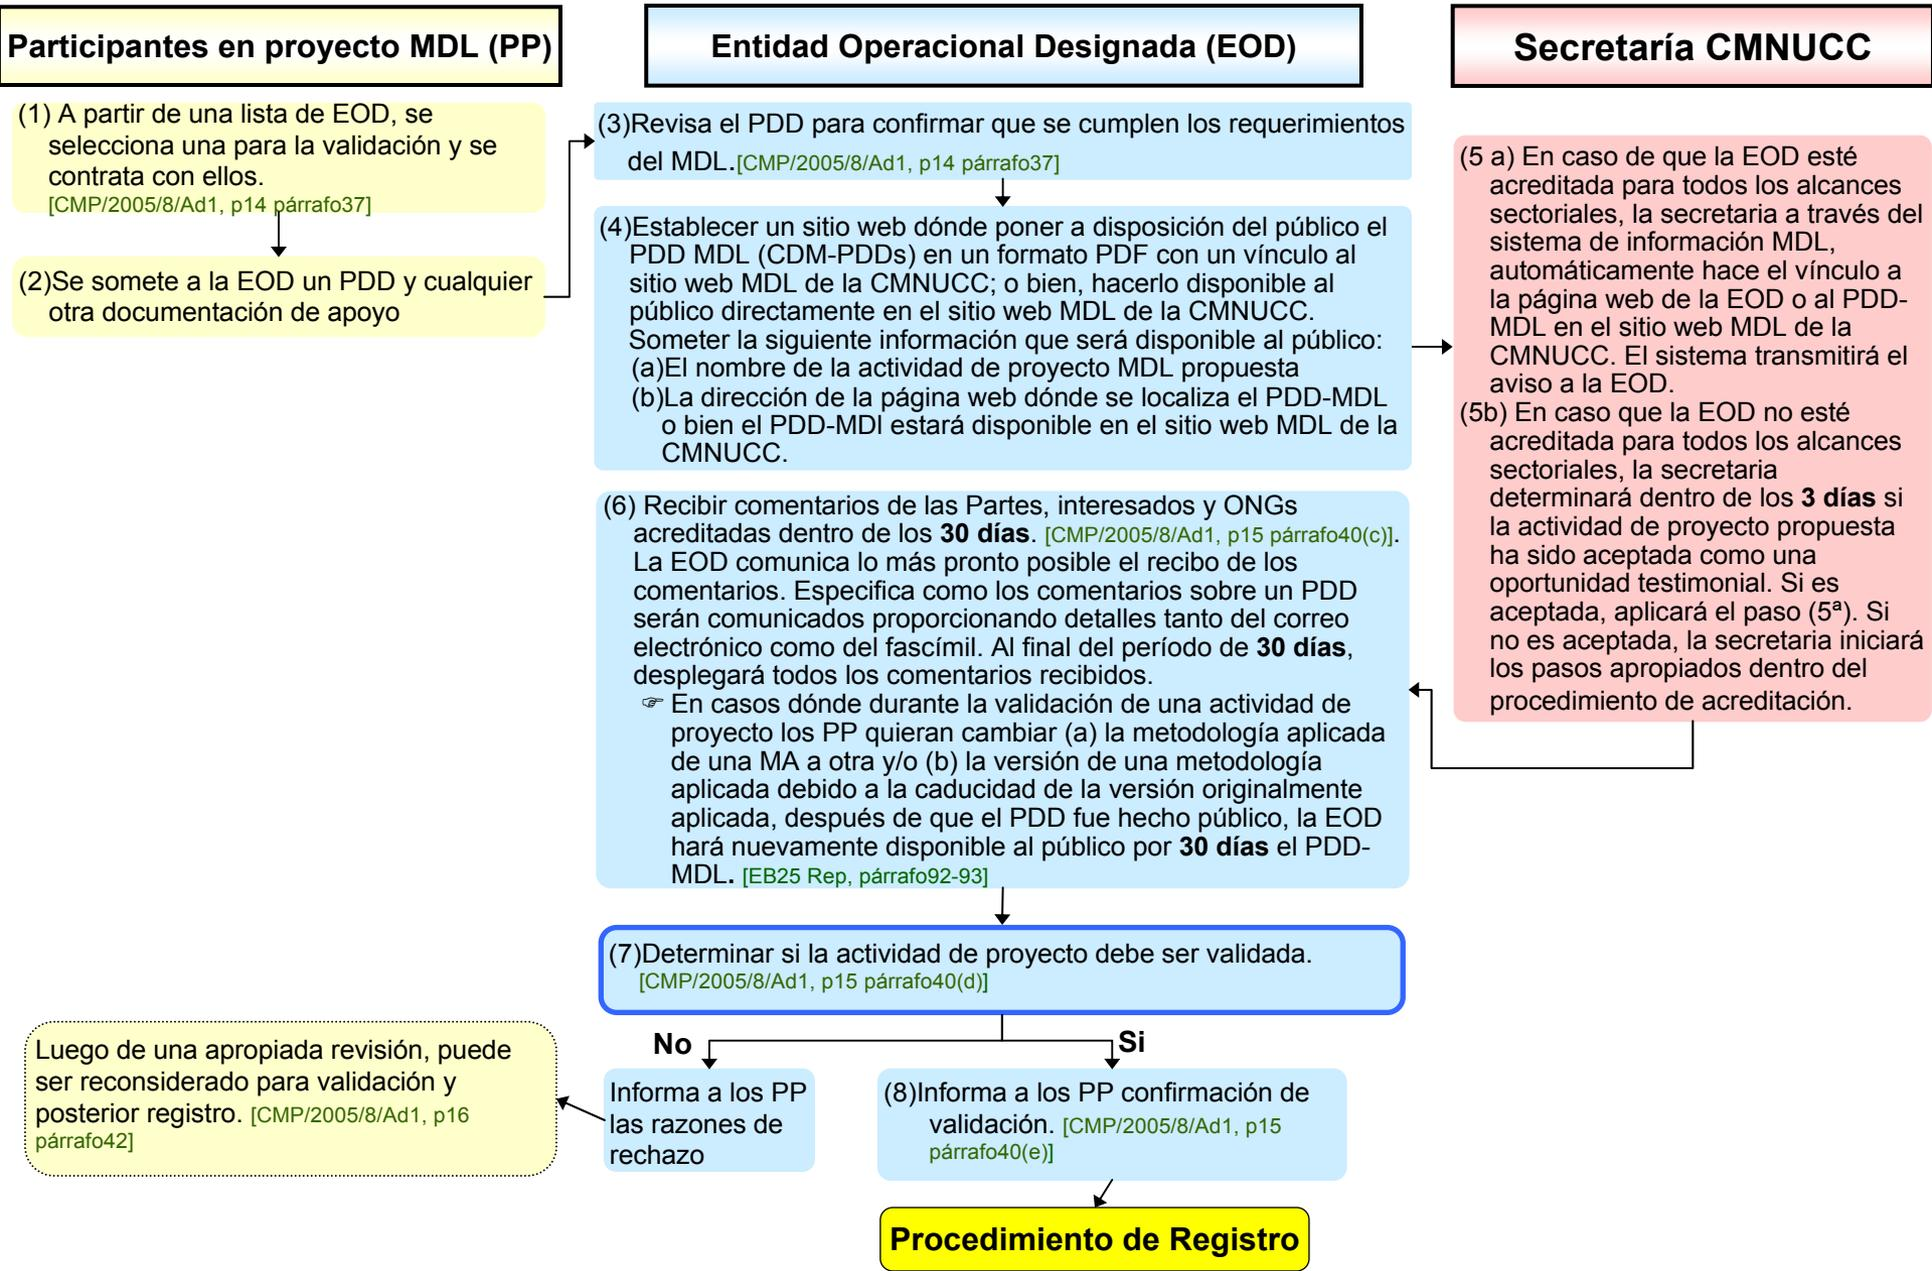 Participantes en proyecto MDL (PP)
Entidad Operacional Designada (EOD)
Secretaría CMNUCC
(1) A partir de una lista de EOD, se
selecciona una para la validación y se
contrata con ellos.
[CMP/2005/8/Ad1, p14 párrafo37]
(2)Se somete a la EOD un PDD y cualquier
otra documentación de apoyo
(3)Revisa el PDD para confirmar que se cumplen los requerimientos
del MDL.[CMP/2005/8/Ad1, p14 párrafo37]
(4)Establecer un sitio web dónde poner a disposición del público el
PDD MDL (CDM-PDDs) en un formato PDF con un vínculo al
sitio web MDL de la CMNUCC; o bien, hacerlo disponible al
público directamente en el sitio web MDL de la CMNUCC.
Someter la siguiente información que será disponible al público:
(a)El nombre de la actividad de proyecto MDL propuesta
(b)La dirección de la página web dónde se localiza el PDD-MDL
o bien el PDD-MDl estará disponible en el sitio web MDL de la
CMNUCC.
(5 a) En caso de que la EOD esté
acreditada para todos los alcances
sectoriales, la secretaria a través del
sistema de información MDL,
automáticamente hace el vínculo a
la página web de la EOD o al PDD-
MDL en el sitio web MDL de la
CMNUCC. El sistema transmitirá el
aviso a la EOD.
(5b) En caso que la EOD no esté
acreditada para todos los alcances
sectoriales, la secretaria
determinará dentro de los 3 días si
la actividad de proyecto propuesta
ha sido aceptada como una
oportunidad testimonial. Si es
aceptada, aplicará el paso (5ª). Si
no es aceptada, la secretaria iniciará
los pasos apropiados dentro del
procedimiento de acreditación.
(6) Recibir comentarios de las Partes, interesados y ONGs
acreditadas dentro de los 30 días. [CMP/2005/8/Ad1, p15 párrafo40(c)].
La EOD comunica lo más pronto posible el recibo de los
comentarios. Especifica como los comentarios sobre un PDD
serán comunicados proporcionando detalles tanto del correo
electrónico como del fascímil. Al final del período de 30 días,
desplegará todos los comentarios recibidos.
☞ En casos dónde durante la validación de una actividad de
proyecto los PP quieran cambiar (a) la metodología aplicada
de una MA a otra y/o (b) la versión de una metodología
aplicada debido a la caducidad de la versión originalmente
aplicada, después de que el PDD fue hecho público, la EOD
hará nuevamente disponible al público por 30 días el PDD-
MDL. [EB25 Rep, párrafo92-93]
(7)Determinar si la actividad de proyecto debe ser validada.
[CMP/2005/8/Ad1, p15 párrafo40(d)]
No
Si
Luego de una apropiada revisión, puede
ser reconsiderado para validación y
posterior registro. [CMP/2005/8/Ad1, p16
párrafo42]
Informa a los PP
las razones de
rechazo
(8)Informa a los PP confirmación de
validación. [CMP/2005/8/Ad1, p15
párrafo40(e)]
Procedimiento de Registro